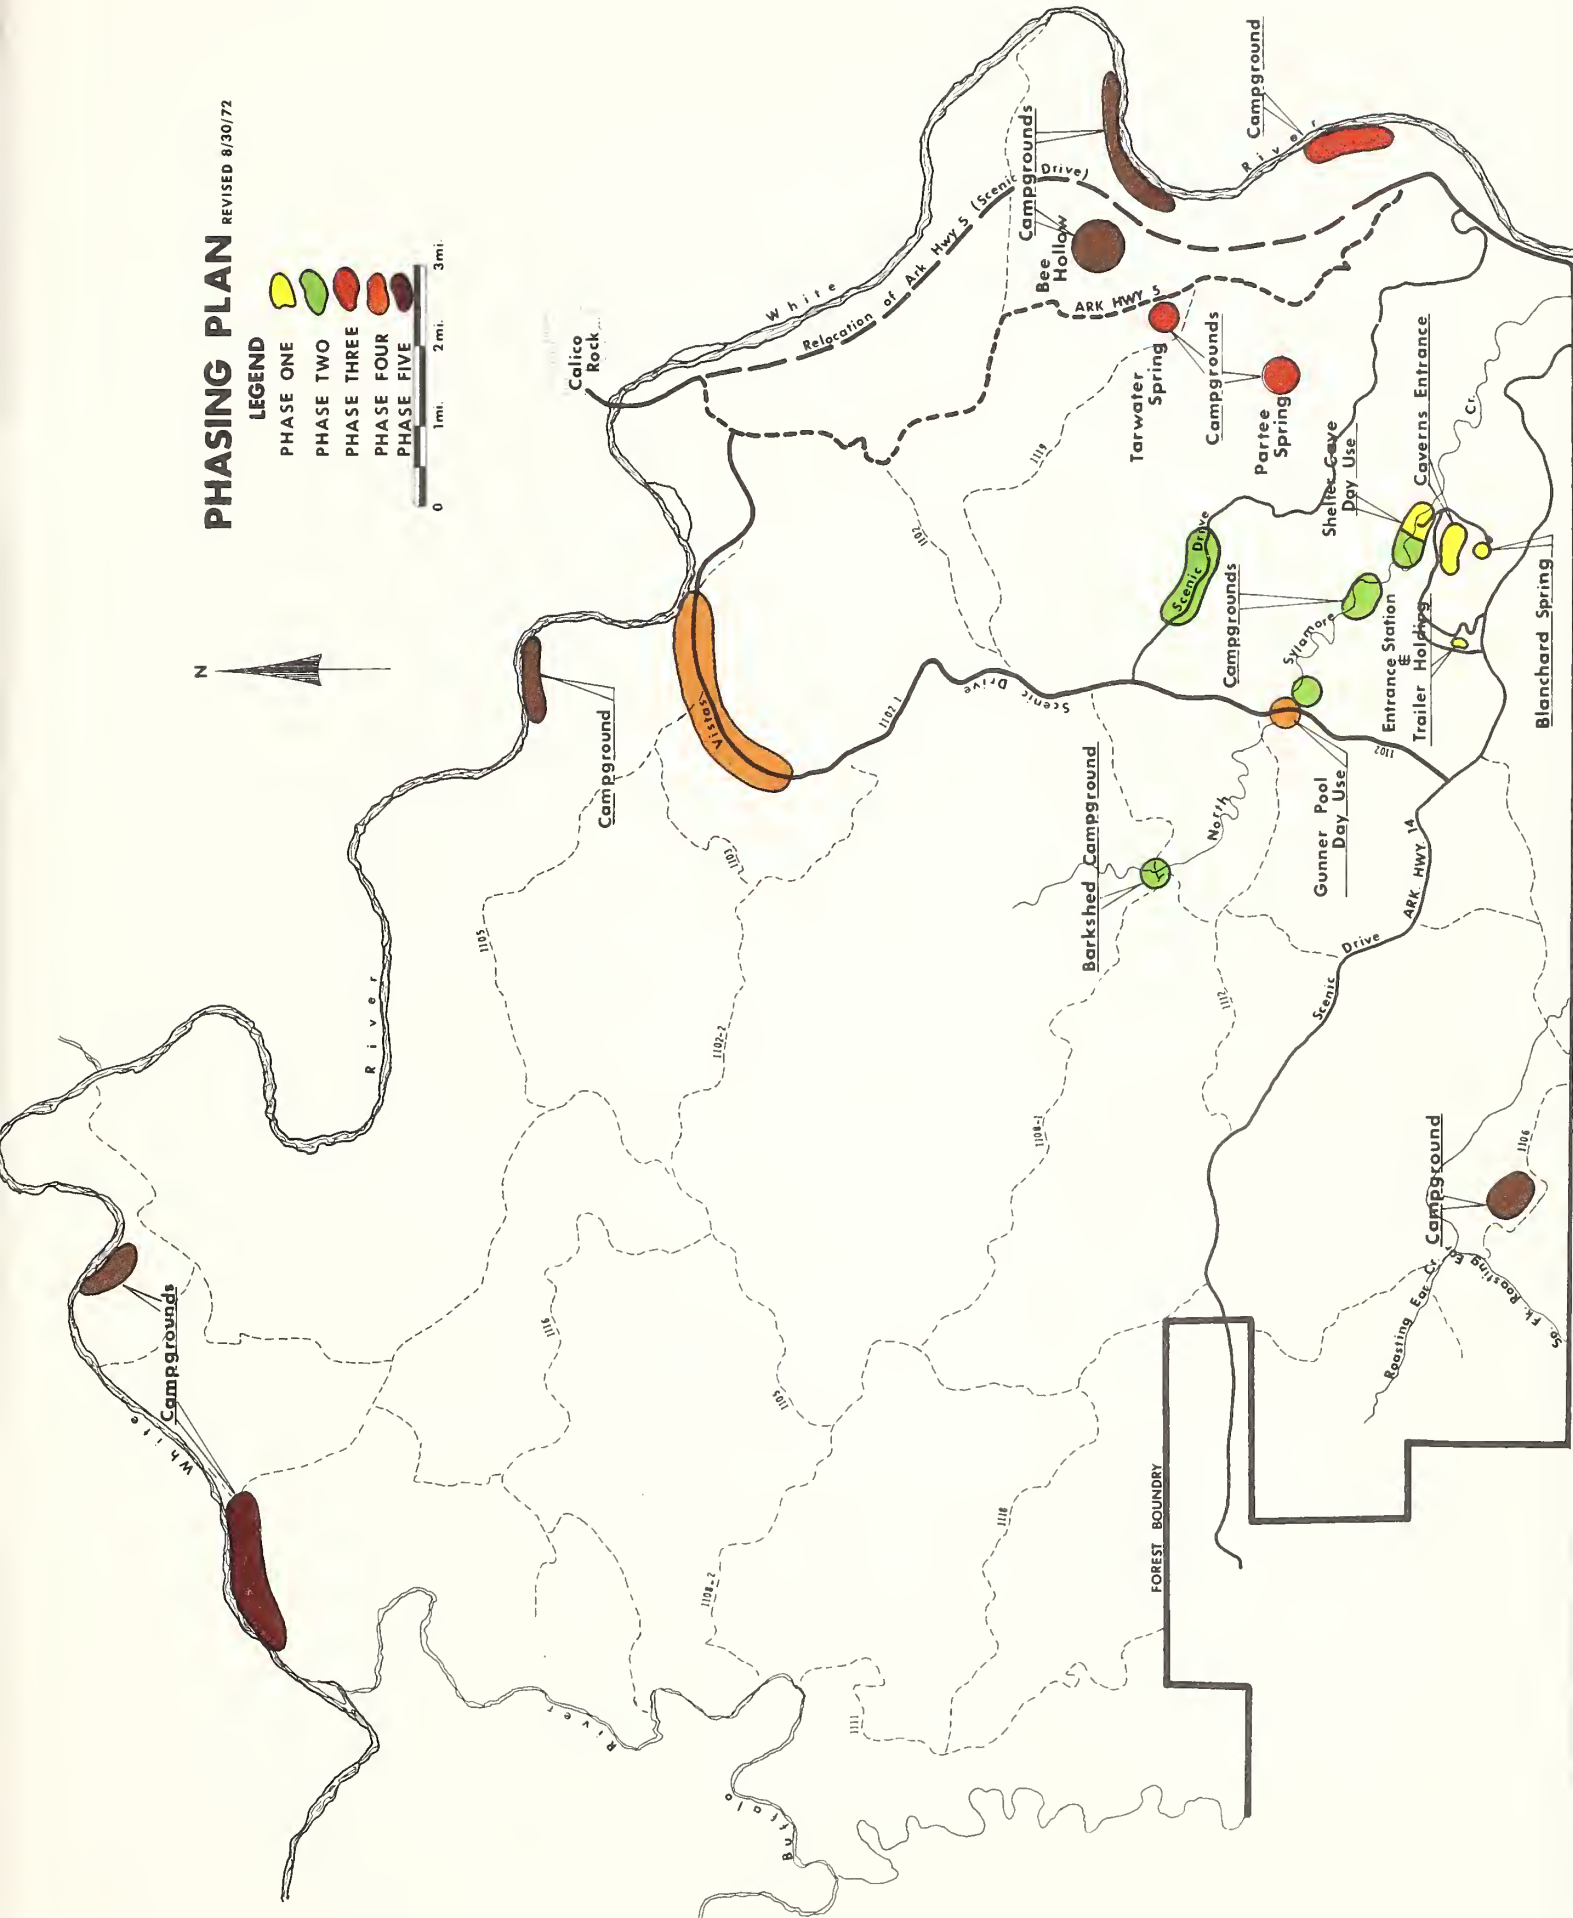 PHASING PLAN REVISED 8/30/72
LEGEND
PHASE ONE
PHASE TWO
PHASE THREE
PHASE FOUR
PHASE FIVE
0 1mi. 2mi. 3mi.
N
Calico
Rock
White
River
Relocation of Ark Hwy 5 (Scenic Drive)
ARK HWY 5
Campgrounds
Bee
Hollow
Campground
River
Tarwater
Spring
Campgrounds
Partee
Spring
Shelter Cave
Day Use
Caverns Entrance
Cr.
Scenic Drive
Campgrounds
Sylamore
Entrance Station
&
Trailer Holding
Blanchard Spring
Vistas
Campground
1102-1
Scenic Drive
1102
1119
1102
Barkshed Campground
North
Gunner Pool
Day Use
ARK. HWY 14
Scenic Drive
1103
1105
1102-2
1112
1108-1
Campground
1106
Roasting Ear Cr.
So. Fk. Roasting Ear
White
Campgrounds
1116
1105
1108-2
1118
1111
FOREST BOUNDRY
Buffalo
River